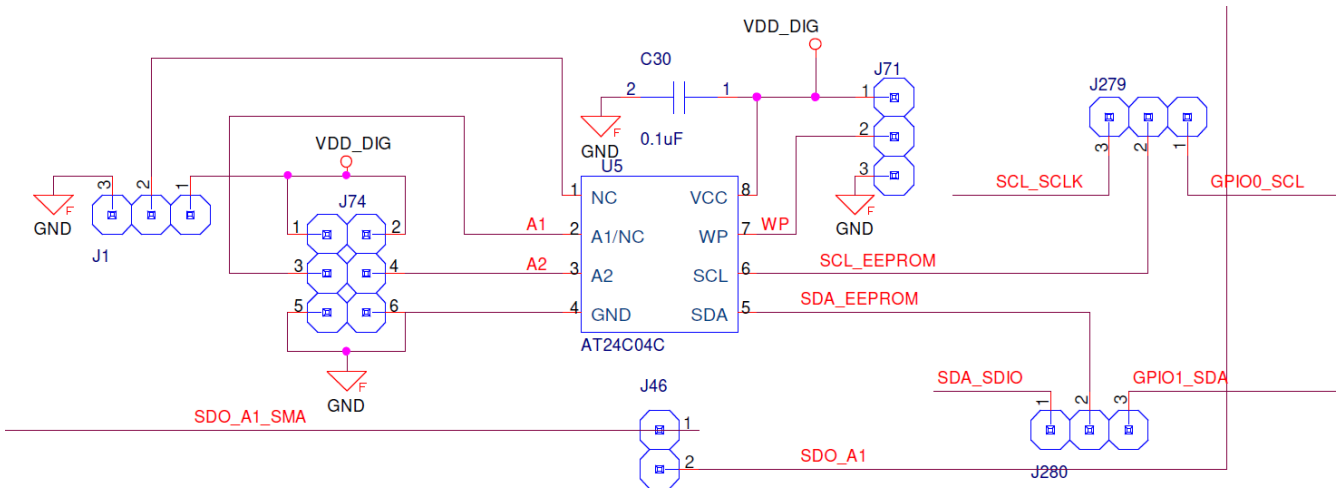 VDD_DIG
C30
2
1
0.1uF
F
GND
J71
1
2
3
F
GND
J279
3
2
1
SCL_SCLK
GPIO0_SCL
VDD_DIG
F
GND
3
2
1
J1
J74
1
2
3
4
5
6
F
GND
A1
A2
U5
1
NC
VCC
8
2
A1/NC
WP
7
3
A2
SCL
6
4
GND
SDA
5
AT24C04C
WP
SCL_EEPROM
SDA_EEPROM
SDA_SDIO
GPIO1_SDA
1
2
3
J280
J46
SDO_A1_SMA
1
2
SDO_A1